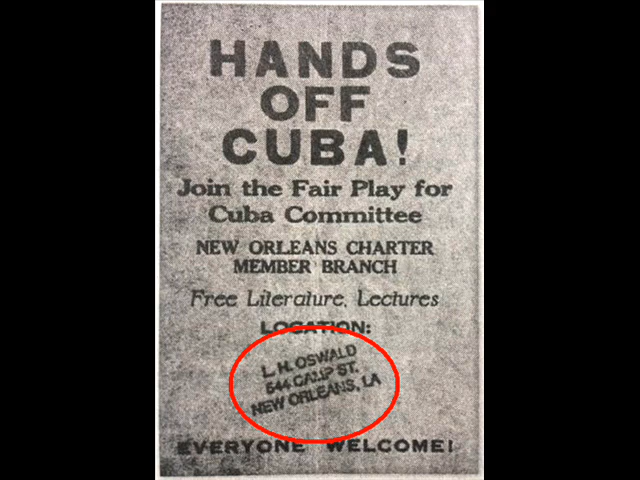 HANDS
OFF
CUBA!
Join the Fair Play for
Cuba Committee
NEW ORLEANS CHARTER
MEMBER BRANCH
Free Literature, Lectures
LOCATION:
L. H. OSWALD
544 CAMP ST.
NEW ORLEANS, LA
EVERYONE WELCOME!